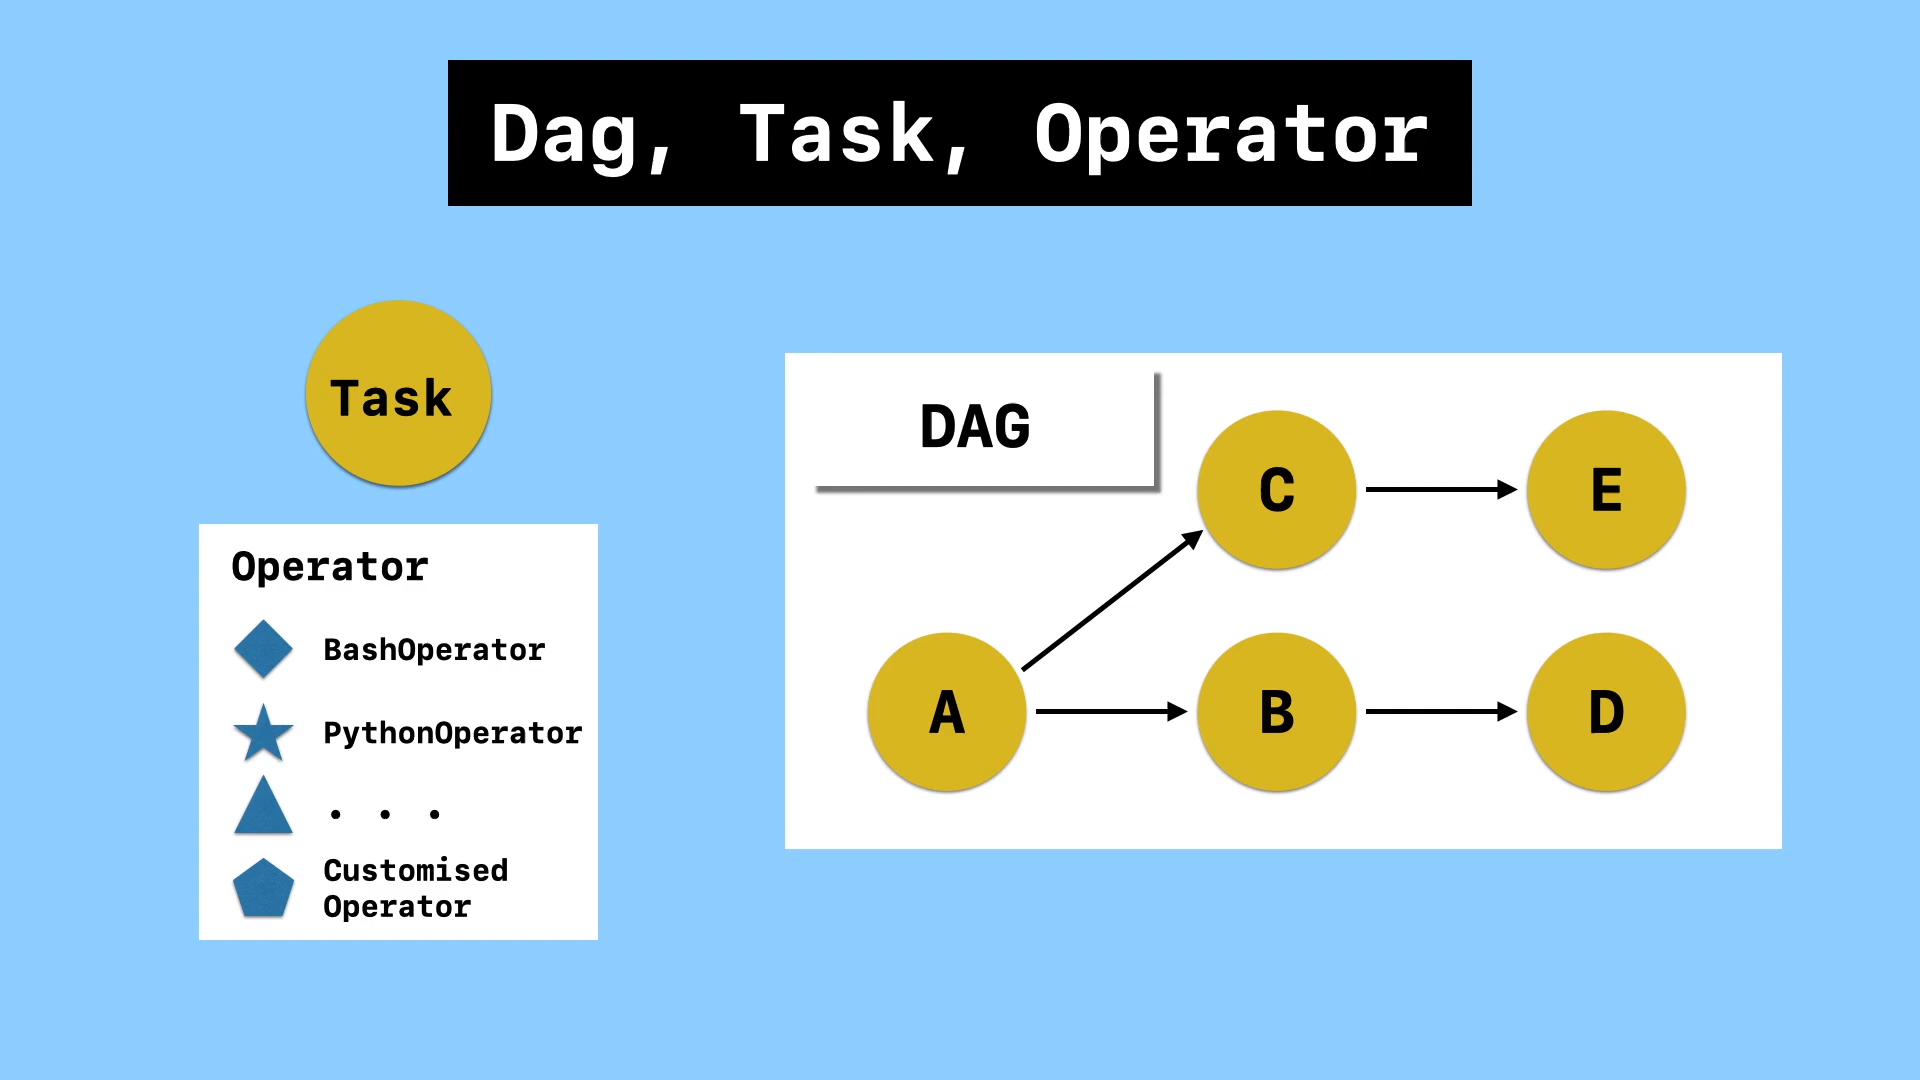 Dag, Task, Operator
Task
Operator
BashOperator
PythonOperator
. . .
Customised
Operator
DAG
C
E
A
B
D